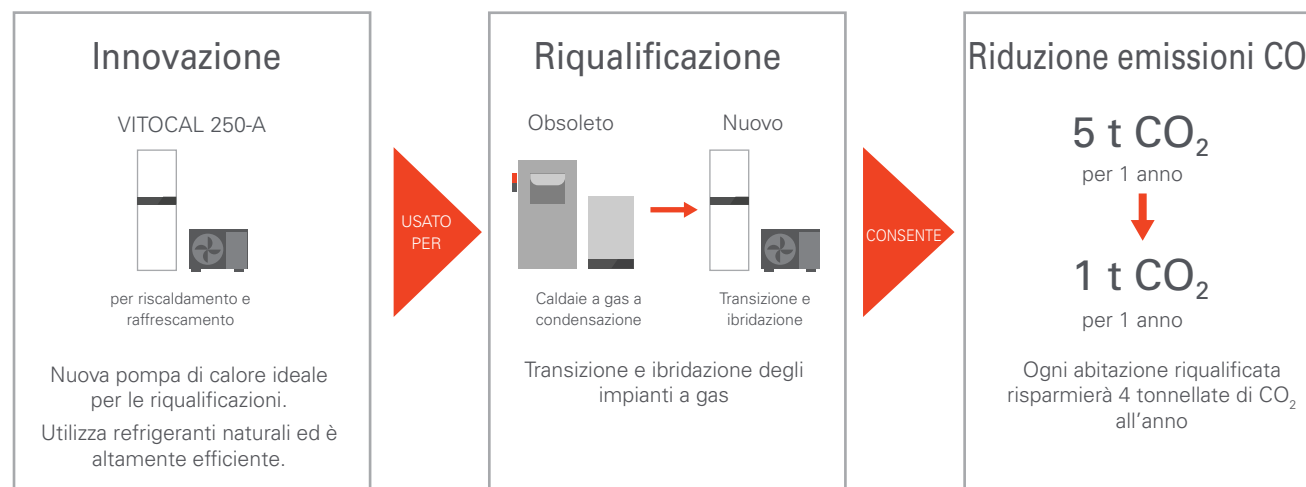 Innovazione
VITOCAL 250-A
per riscaldamento e
raffrescamento
Nuova pompa di calore ideale
per le riqualificazioni.
Utilizza refrigeranti naturali ed è
altamente efficiente.
USATO
PER
Riqualificazione
Obsoleto
Nuovo
Caldaie a gas a
condensazione
Transizione e
ibridazione
Transizione e ibridazione degli
impianti a gas
CONSENTE
Riduzione emissioni CO
5 t CO₂
per 1 anno
1 t CO₂
per 1 anno
Ogni abitazione riqualificata
risparmierà 4 tonnellate di CO₂
all'anno